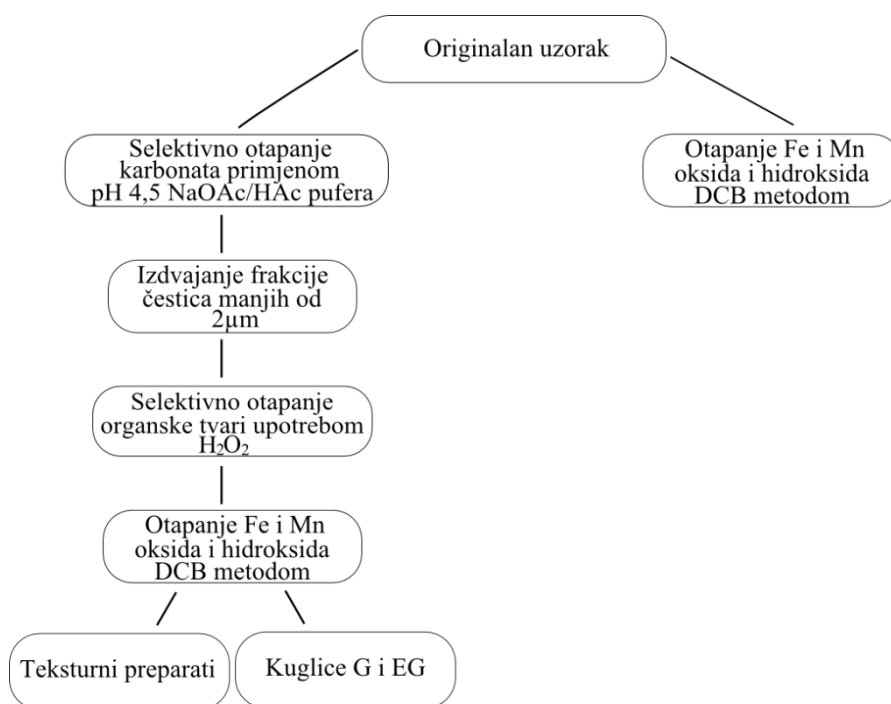 Originalan uzorak
Selektivno otapanje
karbonata primjenom
pH 4,5 NaOAc/HAc pufera
Otapanje Fe i Mn
oksida i hidroksida
DCB metodom
Izdvajanje frakcije
čestica manjih od
2µm
Selektivno otapanje
organske tvari upotrebom
H₂O₂
Otapanje Fe i Mn
oksida i hidroksida
DCB metodom
Teksturni preparati
Kuglice G i EG